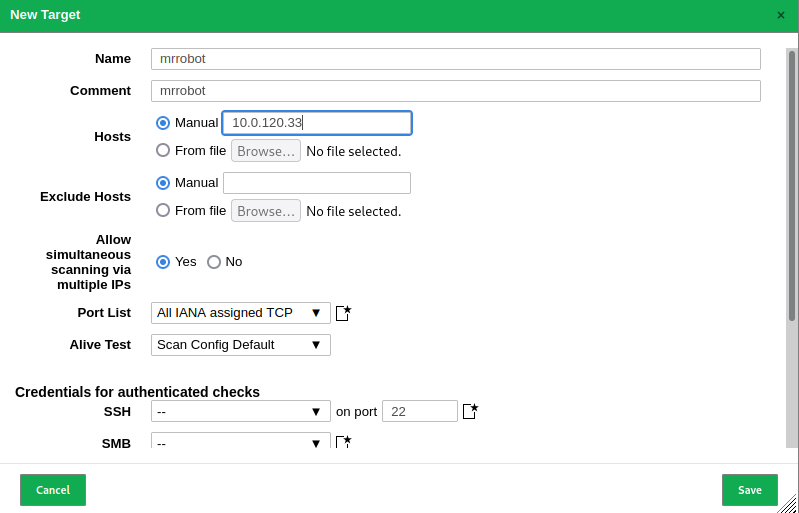 New Target ×
Name mrrobot
Comment mrrobot
Hosts
Manual 10.0.120.33
From file Browse... No file selected.
Exclude Hosts
Manual
From file Browse... No file selected.
Allow
simultaneous
scanning via
multiple IPs
Yes No
Port List All IANA assigned TCP ▼
Alive Test Scan Config Default ▼
Credentials for authenticated checks
SSH -- ▼ on port 22
SMB -- ▼
Cancel Save